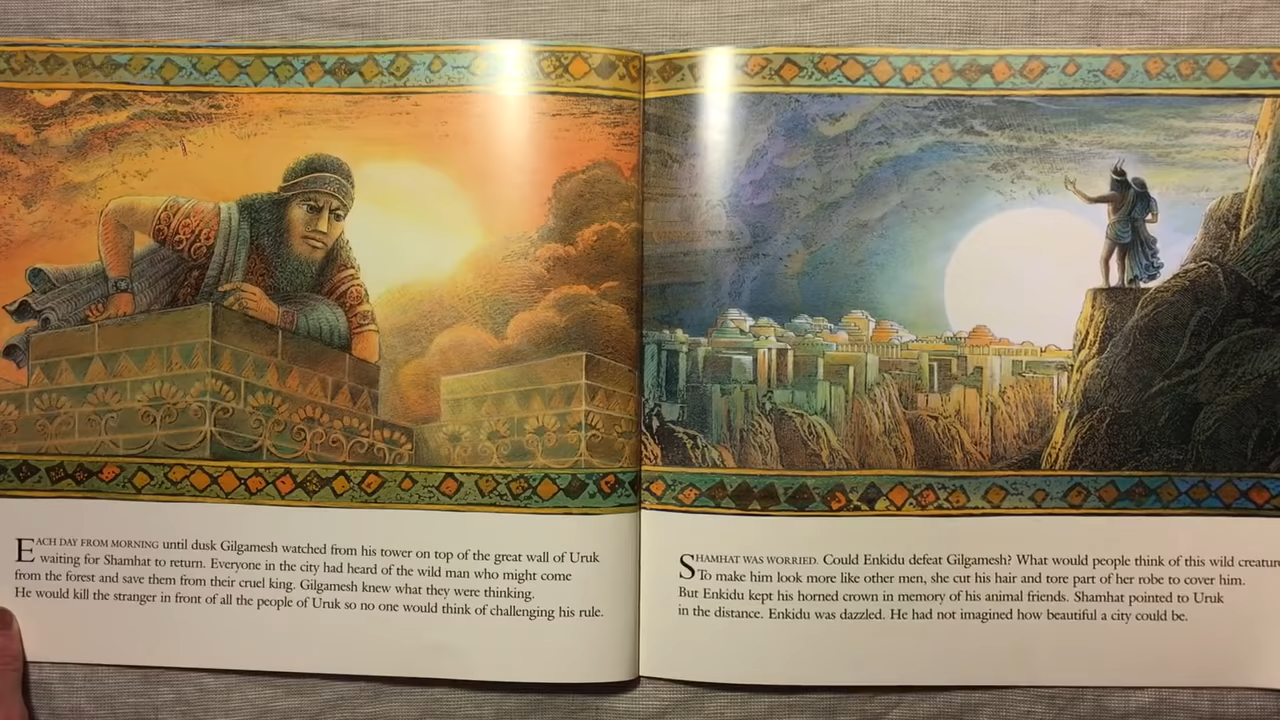 EACH DAY FROM MORNING until dusk Gilgamesh watched from his tower on top of the great wall of Uruk
waiting for Shamhat to return. Everyone in the city had heard of the wild man who might come
from the forest and save them from their cruel king. Gilgamesh knew what they were thinking.
He would kill the stranger in front of all the people of Uruk so no one would think of challenging his rule.
SHAMHAT WAS WORRIED. Could Enkidu defeat Gilgamesh? What would people think of this wild creatur
To make him look more like other men, she cut his hair and tore part of her robe to cover him.
But Enkidu kept his horned crown in memory of his animal friends. Shamhat pointed to Uruk
in the distance. Enkidu was dazzled. He had not imagined how beautiful a city could be.